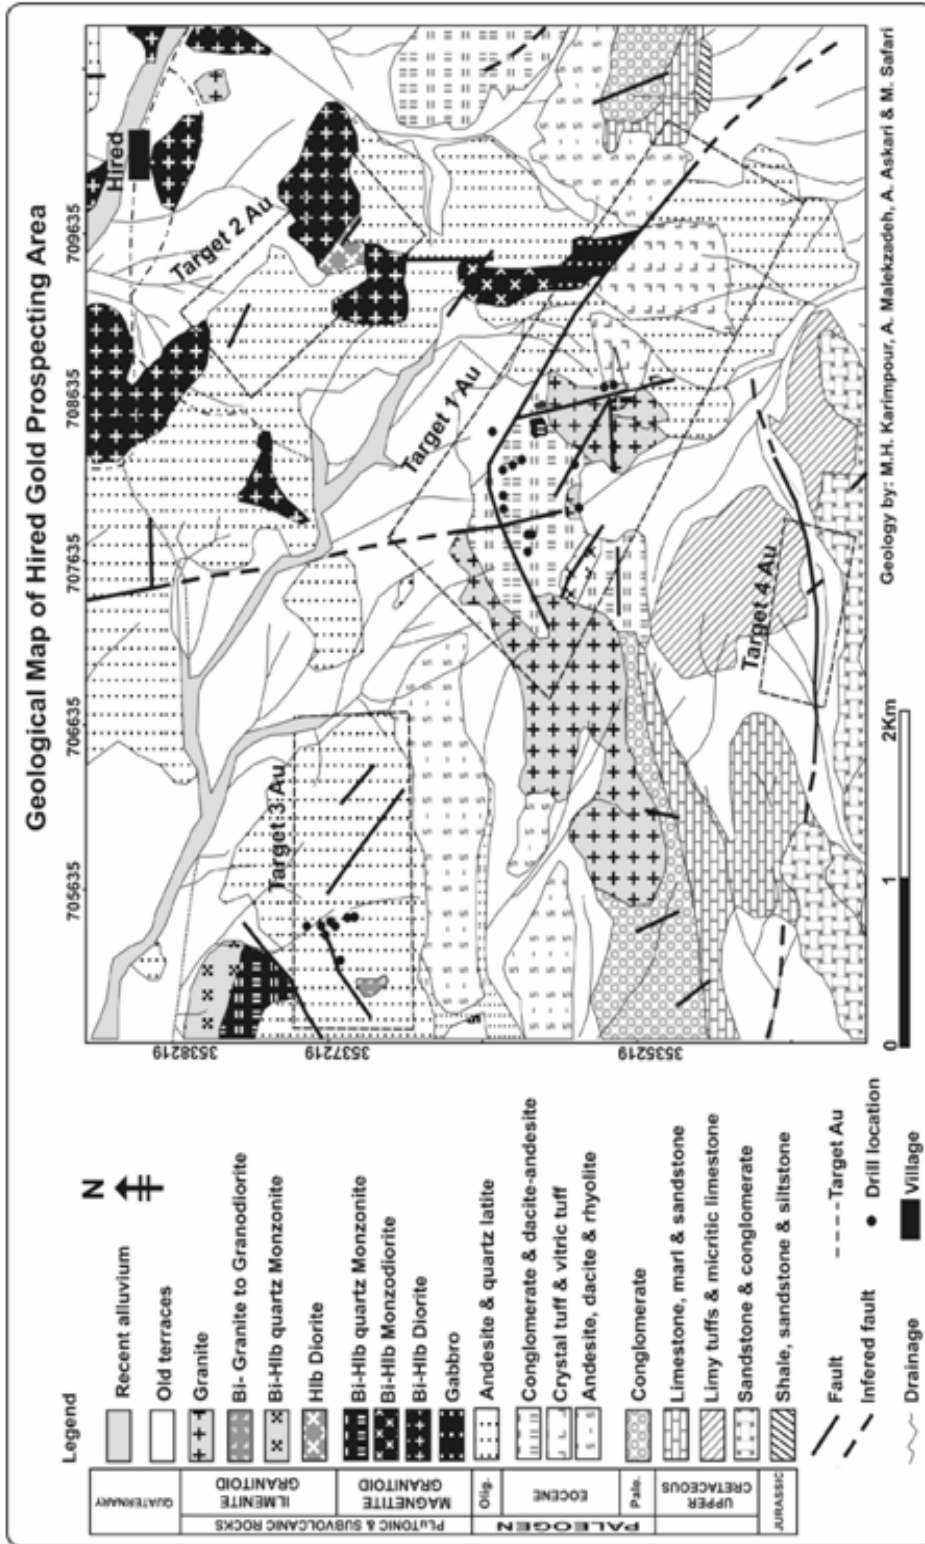 Geological Map of Hired Gold Prospecting Area
705635
706635
707635
708635
709635
3538219
3537219
3535219
Hired
Target 2 Au
Target 1 Au
Target 3 Au
Target 4 Au
0
1
2Km
Geology by: M.H. Karimpour, A. Malekzadeh, A. Askari & M. Safari
N
Legend
Recent alluvium
Old terraces
Granite
Bi- Granite to Granodiorite
Bi-Hlb quartz Monzonite
Hlb Diorite
Bi-Hlb quartz Monzonite
Bi-Hlb Monzodiorite
Bi-Hlb Diorite
Gabbro
Andesite & quartz latite
Conglomerate & dacite-andesite
Crystal tuff & vitric tuff
Andesite, dacite & rhyolite
Conglomerate
Limestone, marl & sandstone
Limy tuffs & micritic limestone
Sandstone & conglomerate
Shale, sandstone & siltstone
QUATERNARY
PLUTONIC & SUBVOLCANIC ROCKS
ILMENITE GRANITOID
MAGNETITE GRANITOID
PALEOGEN
Olig.
EOCENE
Pale.
UPPER CRETACEOUS
JURASSIC
Fault
Infered fault
Drainage
Target Au
Drill location
Village